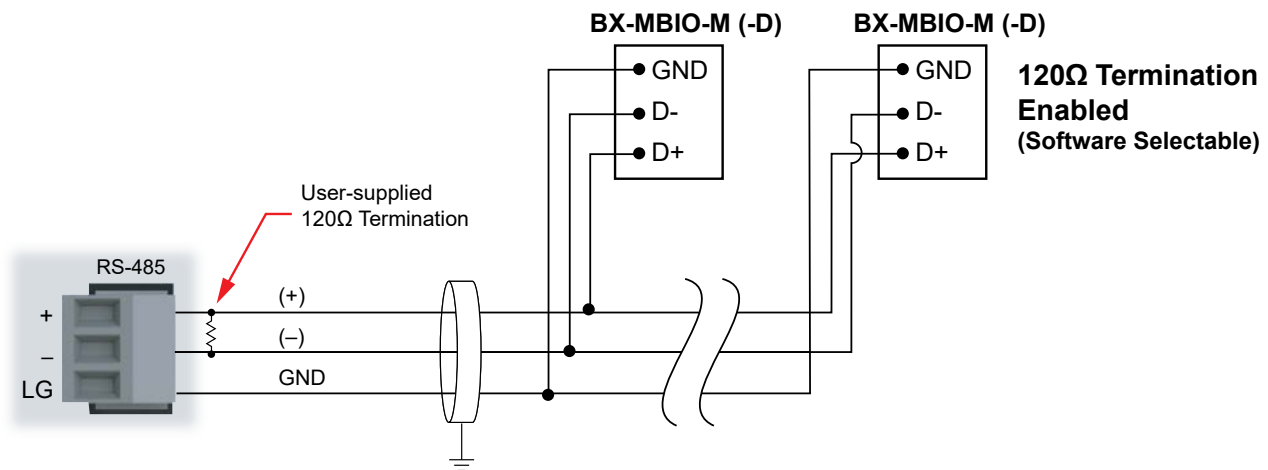 BX-MBIO-M (-D)
BX-MBIO-M (-D)
GND
D-
D+
GND
D-
D+
120Ω Termination
Enabled
(Software Selectable)
User-supplied
120Ω Termination
RS-485
+
–
LG
(+)
(–)
GND